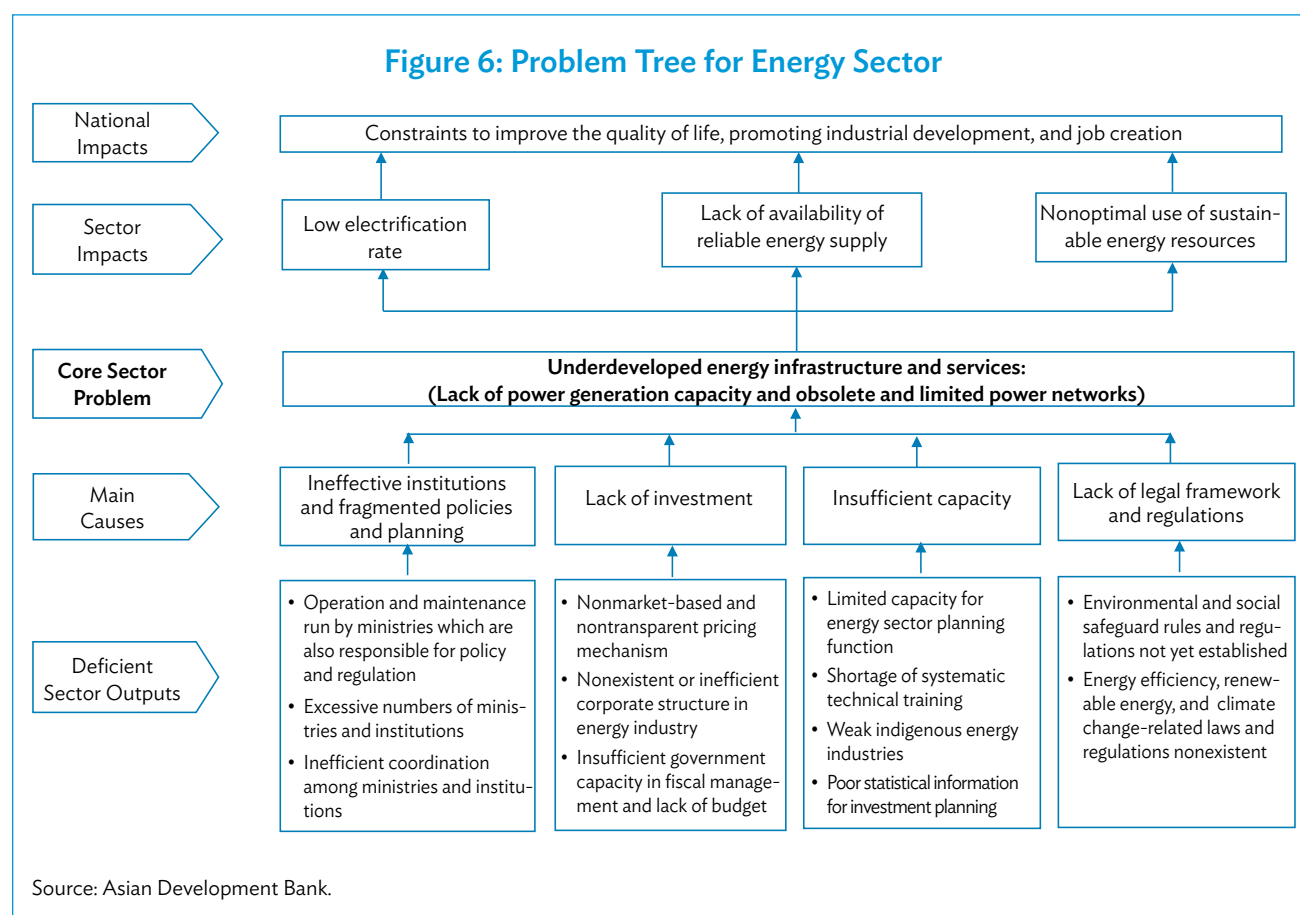 Figure 6: Problem Tree for Energy Sector
National
Impacts
Constraints to improve the quality of life, promoting industrial development, and job creation
Sector
Impacts
Low electrification
rate
Lack of availability of
reliable energy supply
Nonoptimal use of sustain-
able energy resources
Core Sector
Problem
Underdeveloped energy infrastructure and services:
(Lack of power generation capacity and obsolete and limited power networks)
Main
Causes
Ineffective institutions
and fragmented policies
and planning
Lack of investment
Insufficient capacity
Lack of legal framework
and regulations
Deficient
Sector Outputs
• Operation and maintenance
run by ministries which are
also responsible for policy
and regulation
• Excessive numbers of minis-
tries and institutions
• Inefficient coordination
among ministries and institu-
tions
• Nonmarket-based and
nontransparent pricing
mechanism
• Nonexistent or inefficient
corporate structure in
energy industry
• Insufficient government
capacity in fiscal manage-
ment and lack of budget
• Limited capacity for
energy sector planning
function
• Shortage of systematic
technical training
• Weak indigenous energy
industries
• Poor statistical information
for investment planning
• Environmental and social
safeguard rules and regu-
lations not yet established
• Energy efficiency, renew-
able energy, and climate
change-related laws and
regulations nonexistent
Source: Asian Development Bank.